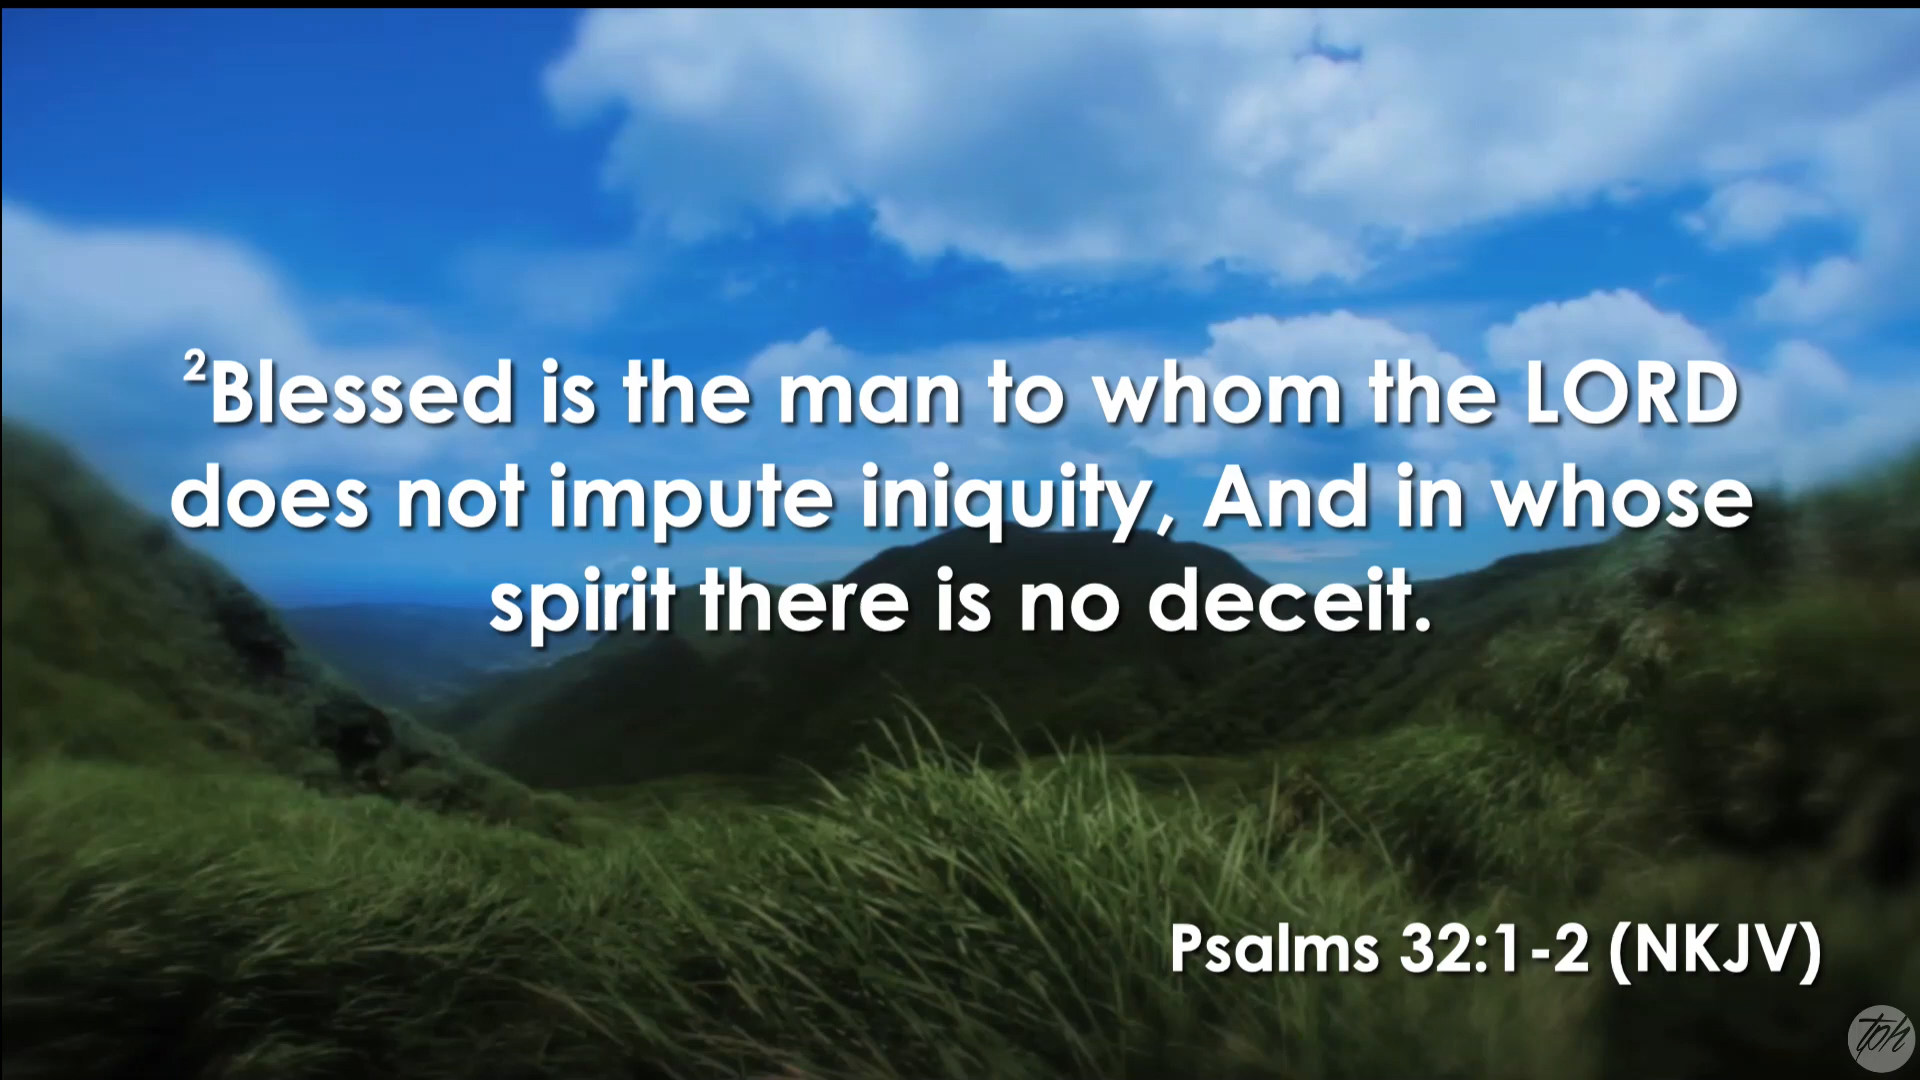 ²Blessed is the man to whom the LORD
does not impute iniquity, And in whose
spirit there is no deceit.
Psalms 32:1-2 (NKJV)
tph